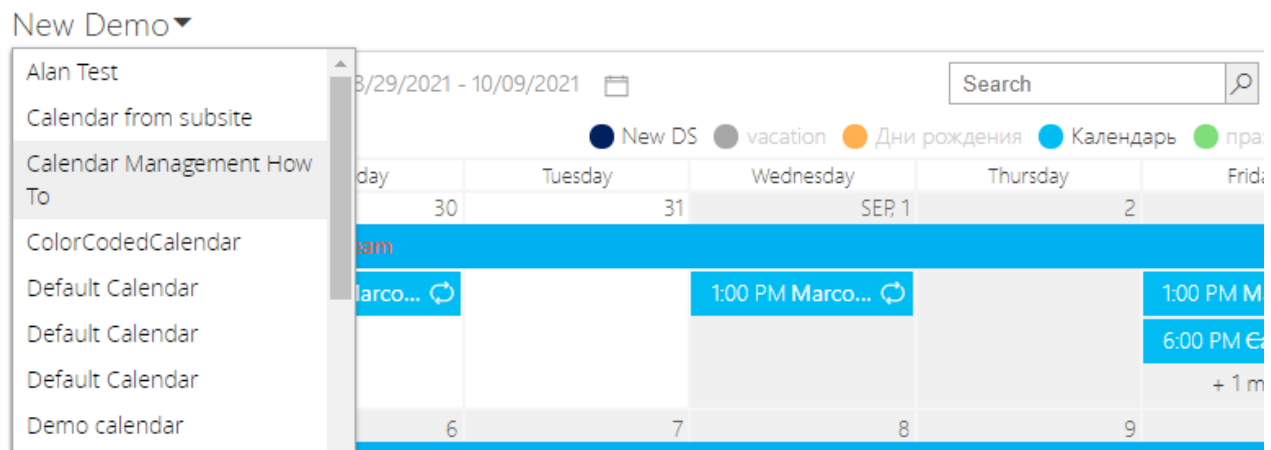 New Demo
Alan Test
Calendar from subsite
Calendar Management How
To
ColorCodedCalendar
Default Calendar
Default Calendar
Default Calendar
Demo calendar
/29/2021 - 10/09/2021
Search
New DS vacation Дни рождения Календарь
Tuesday Wednesday Thursday
30 31 SEP, 1 2
1:00 PM Marco... 1:00 PM
6:00 PM
+ 1
6 7 8 9